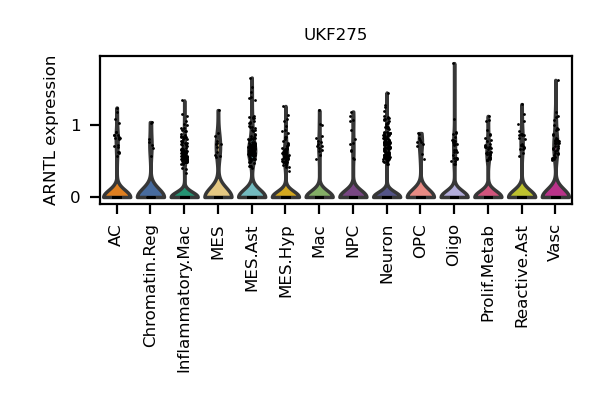 UKF275
ARNTL expression
1
0
AC
Chromatin.Reg
Inflammatory.Mac
MES
MES.Ast
MES.Hyp
Mac
NPC
Neuron
OPC
Oligo
Prolif.Metab
Reactive.Ast
Vasc